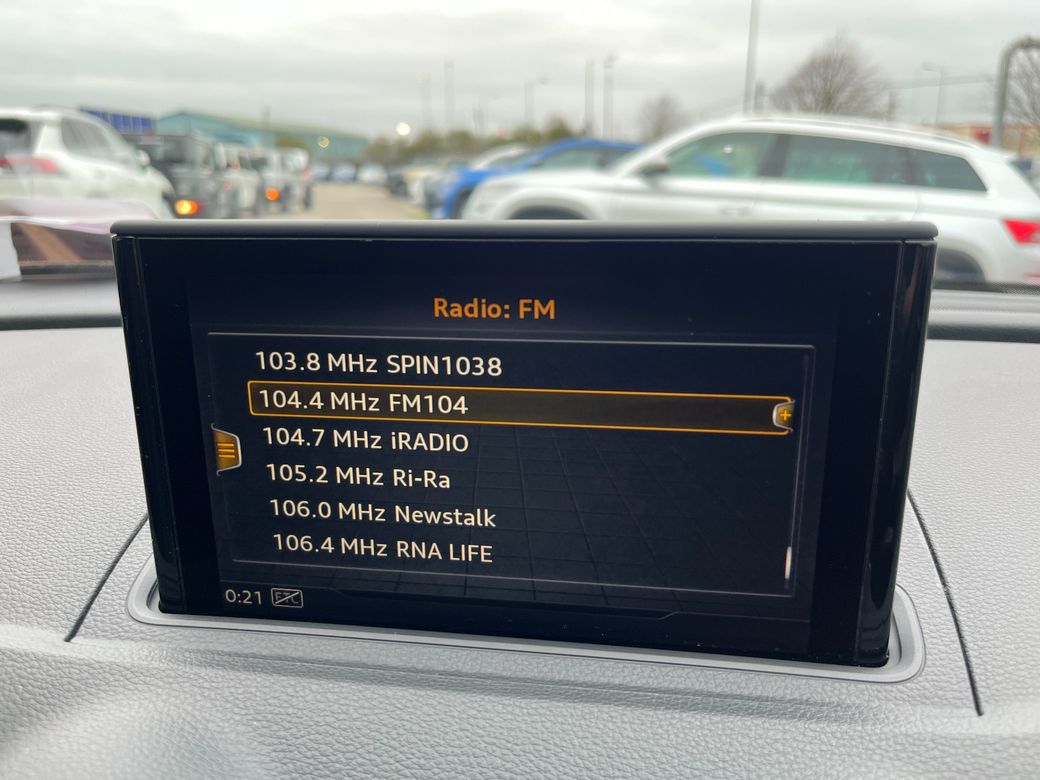 Radio: FM
103.8 MHz SPIN1038
104.4 MHz FM104
104.7 MHz iRADIO
105.2 MHz Ri-Ra
106.0 MHz Newstalk
106.4 MHz RNA LIFE
0:21 ETC